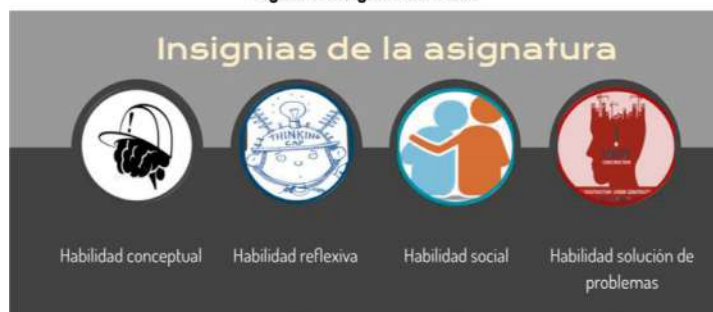 Insignias de la asignatura
THINKING
CAP
Habilidad conceptual
Habilidad reflexiva
Habilidad social
Habilidad solución de
problemas